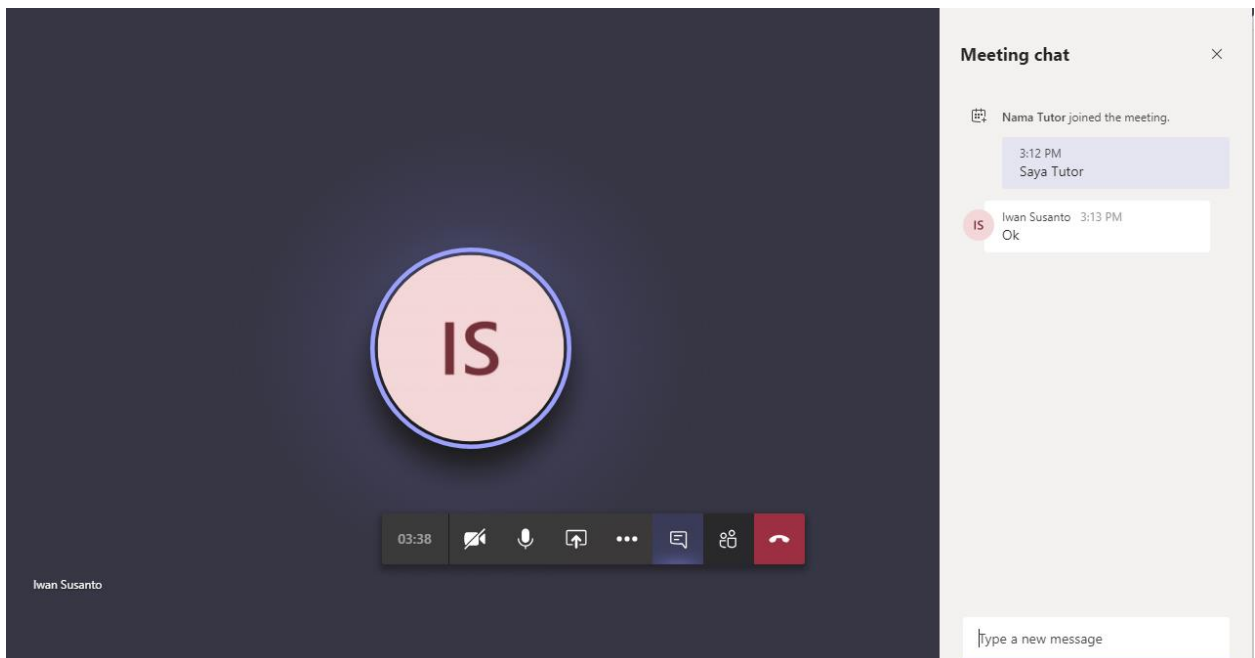 Meeting chat
Nama Tutor joined the meeting.
3:12 PM
Saya Tutor
IS
Iwan Susanto 3:13 PM
Ok
IS
03:38
Iwan Susanto
Type a new message